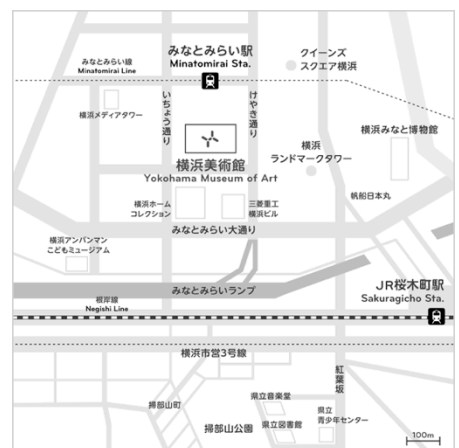 みなとみらい駅
Minatomirai Sta.
クイーンズ
スクエア横浜
みなとみらい線
Minatomirai Line
いちょう通り
けやき通り
横浜メディアタワー
横浜みなと博物館
横浜
ランドマークタワー
横浜美術館
Yokohama Museum of Art
帆船日本丸
横浜ホーム
コレクション
三菱重工
横浜ビル
みなとみらい大通り
横浜アンパンマン
こどもミュージアム
JR桜木町駅
Sakuragicho Sta.
みなとみらいランプ
根岸線
Negishi Line
横浜市営3号線
紅葉坂
県立音楽堂
掃部山町
県立
青少年センター
掃部山公園
県立図書館
100m